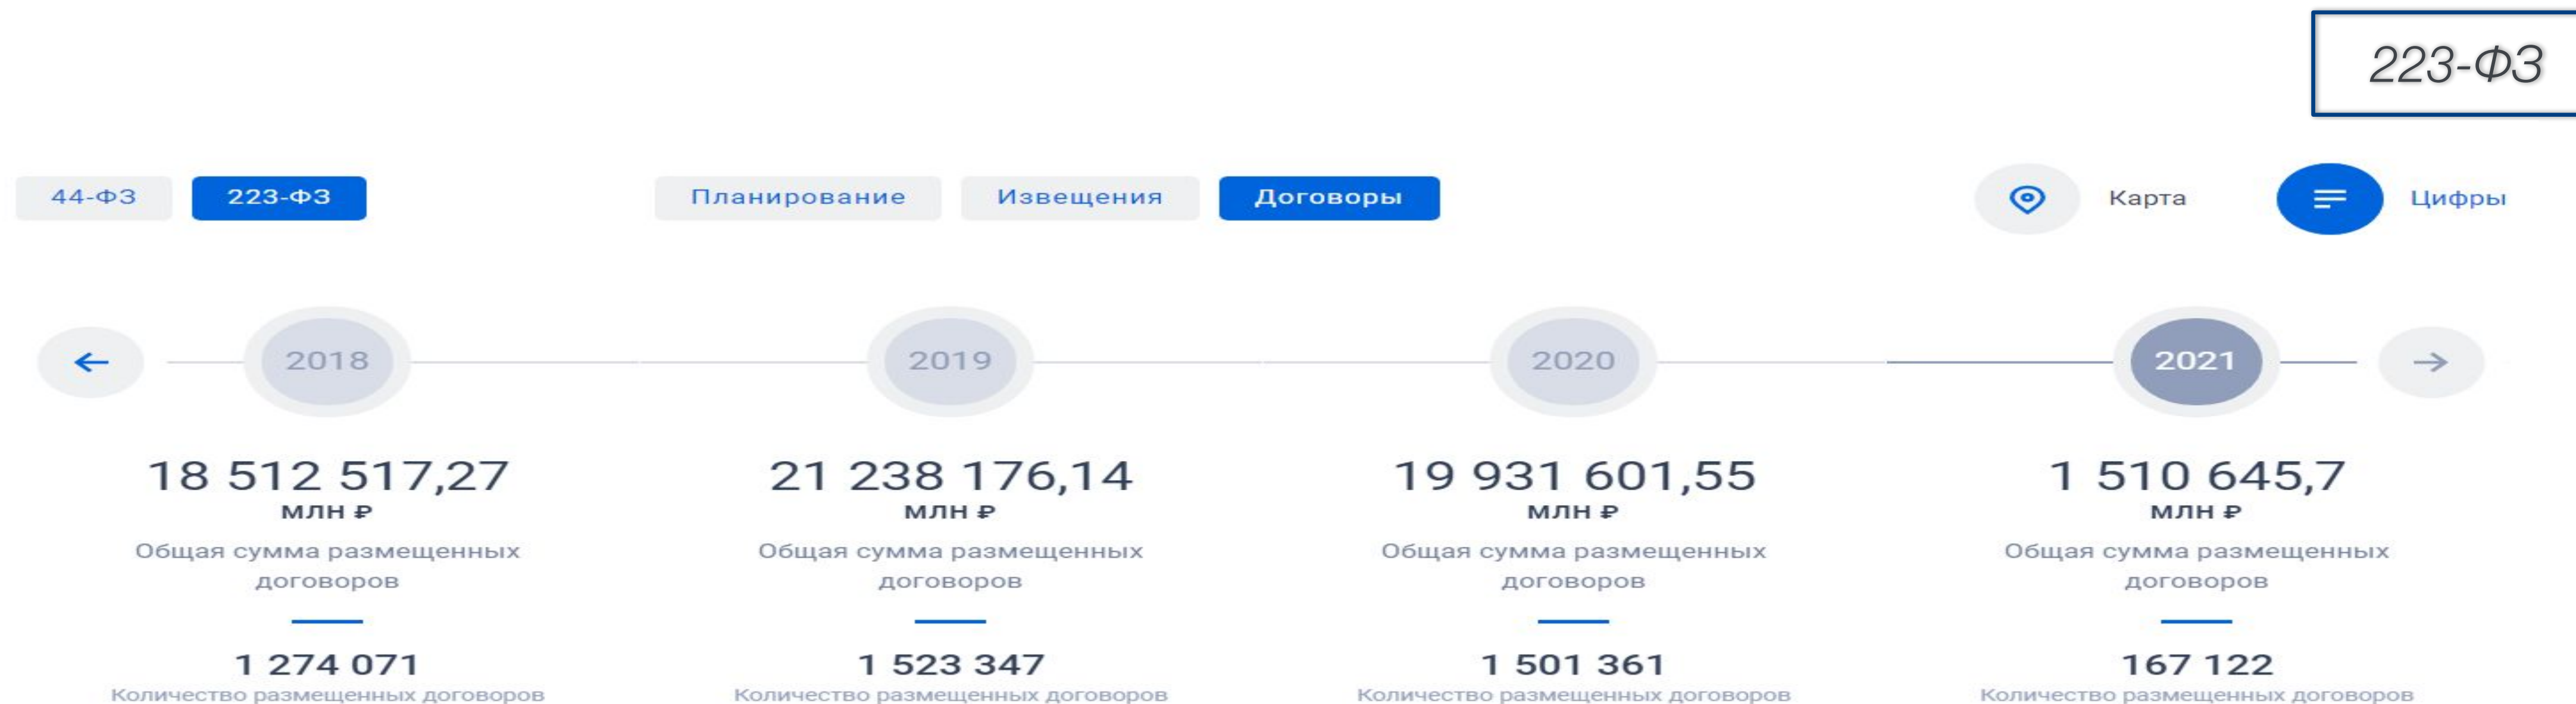 223-ФЗ
44-ФЗ 223-ФЗ Планирование Извещения Договоры Карта Цифры
2018 2019 2020 2021
18 512 517,27 21 238 176,14 19 931 601,55 1 510 645,7
млн ₽ млн ₽ млн ₽ млн ₽
Общая сумма размещенных Общая сумма размещенных Общая сумма размещенных Общая сумма размещенных
договоров договоров договоров договоров
1 274 071 1 523 347 1 501 361 167 122
Количество размещенных договоров Количество размещенных договоров Количество размещенных договоров Количество размещенных договоров